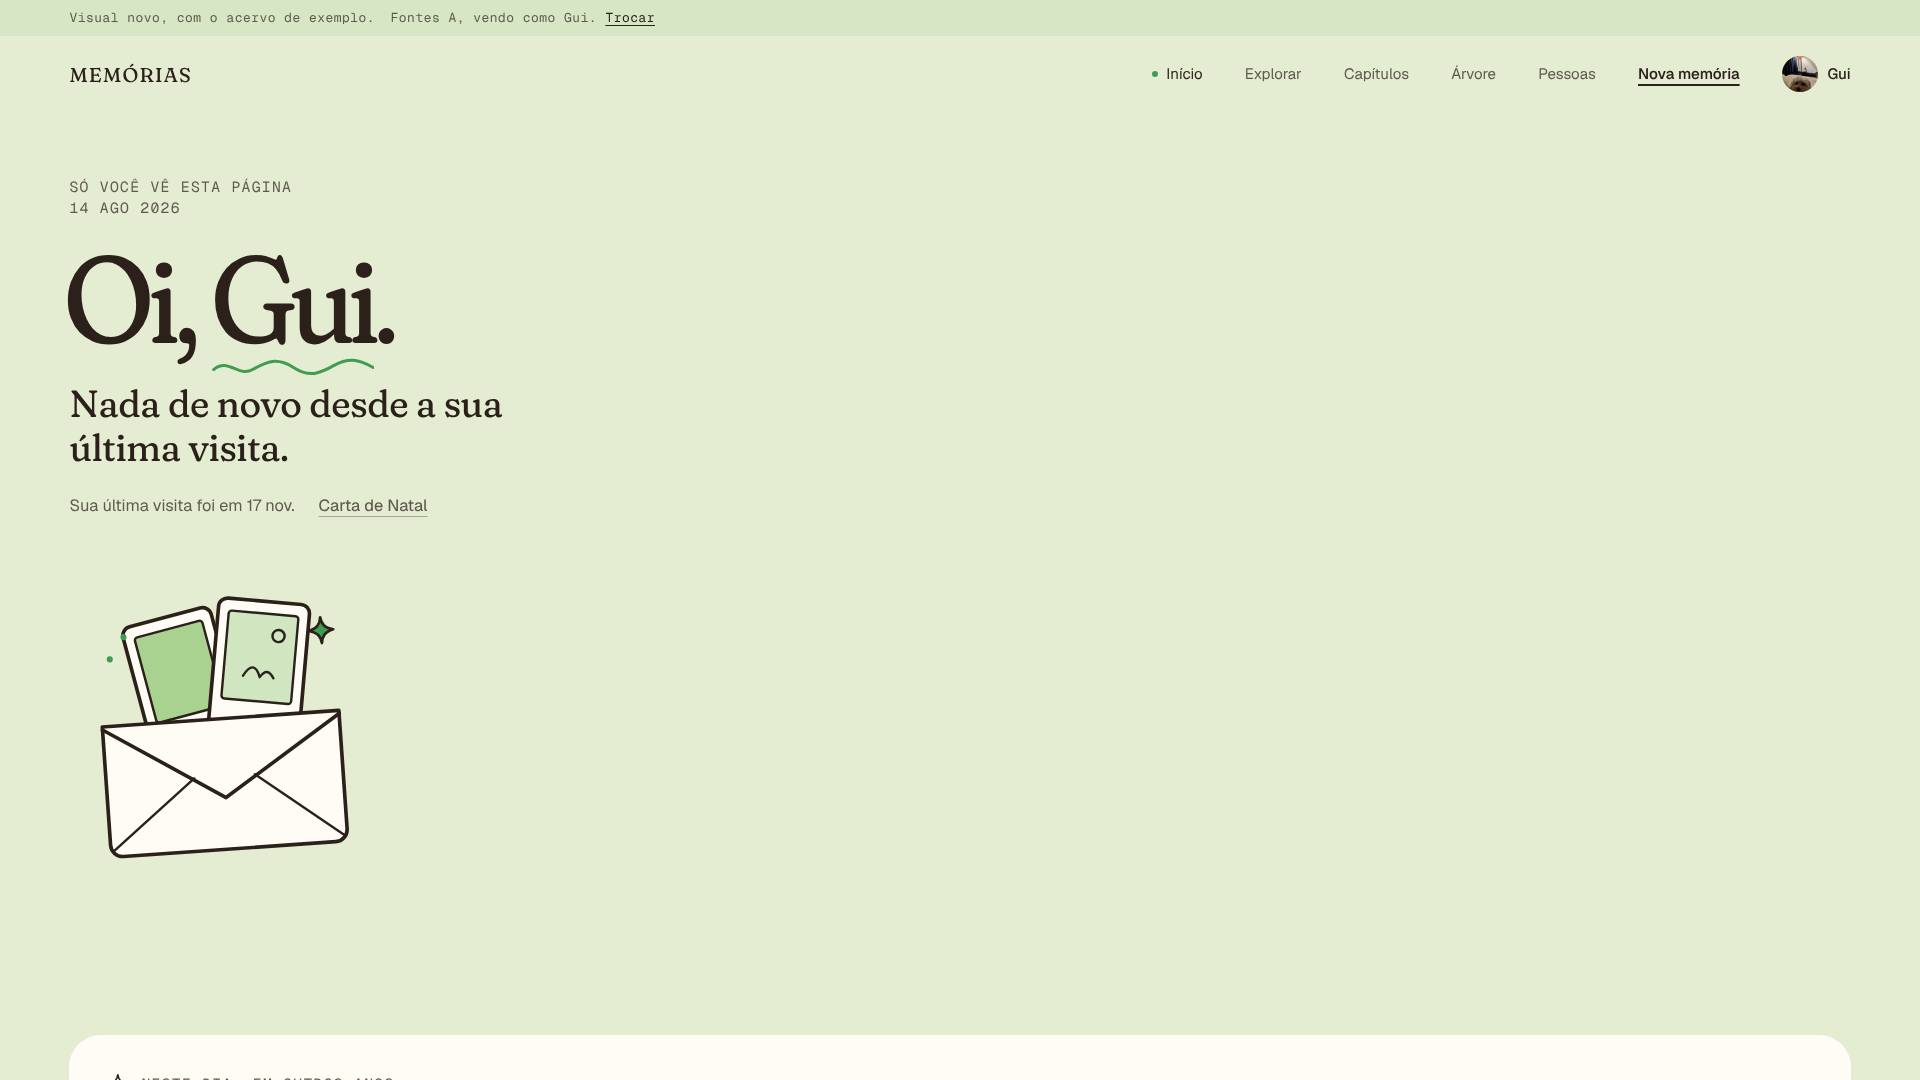 Visual novo, com o acervo de exemplo. Fontes A, vendo como Gui. Trocar
MEMÓRIAS
Início Explorar Capítulos Árvore Pessoas Nova memória Gui
SÓ VOCÊ VÊ ESTA PÁGINA
14 AGO 2026
Oi, Gui.
Nada de novo desde a sua
última visita.
Sua última visita foi em 17 nov. Carta de Natal